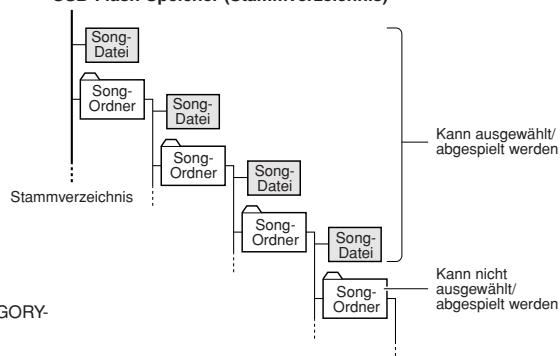 USB-Flash-Speicher (Stammverzeichnis)
Song-
Datei
Song-
Ordner
Song-
Datei
Song-
Ordner
Song-
Datei
Stammverzeichnis
Song-
Ordner
Song-
Datei
Song-
Ordner
Kann ausgewählt/
abgespielt werden
Kann nicht
ausgewählt/
abgespielt werden
GORY-